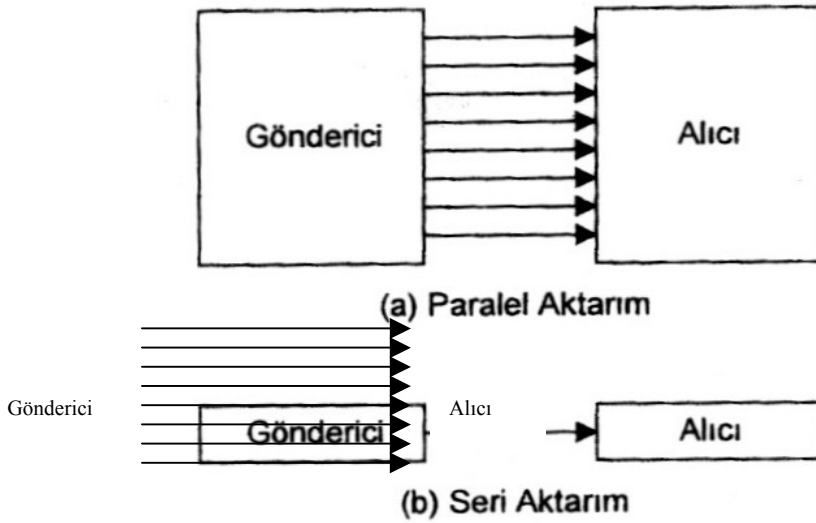 Gönderici
Alıcı
(a) Paralel Aktarım
Gönderici
Gönderici
Alıcı
Alıcı
(b) Seri Aktarım